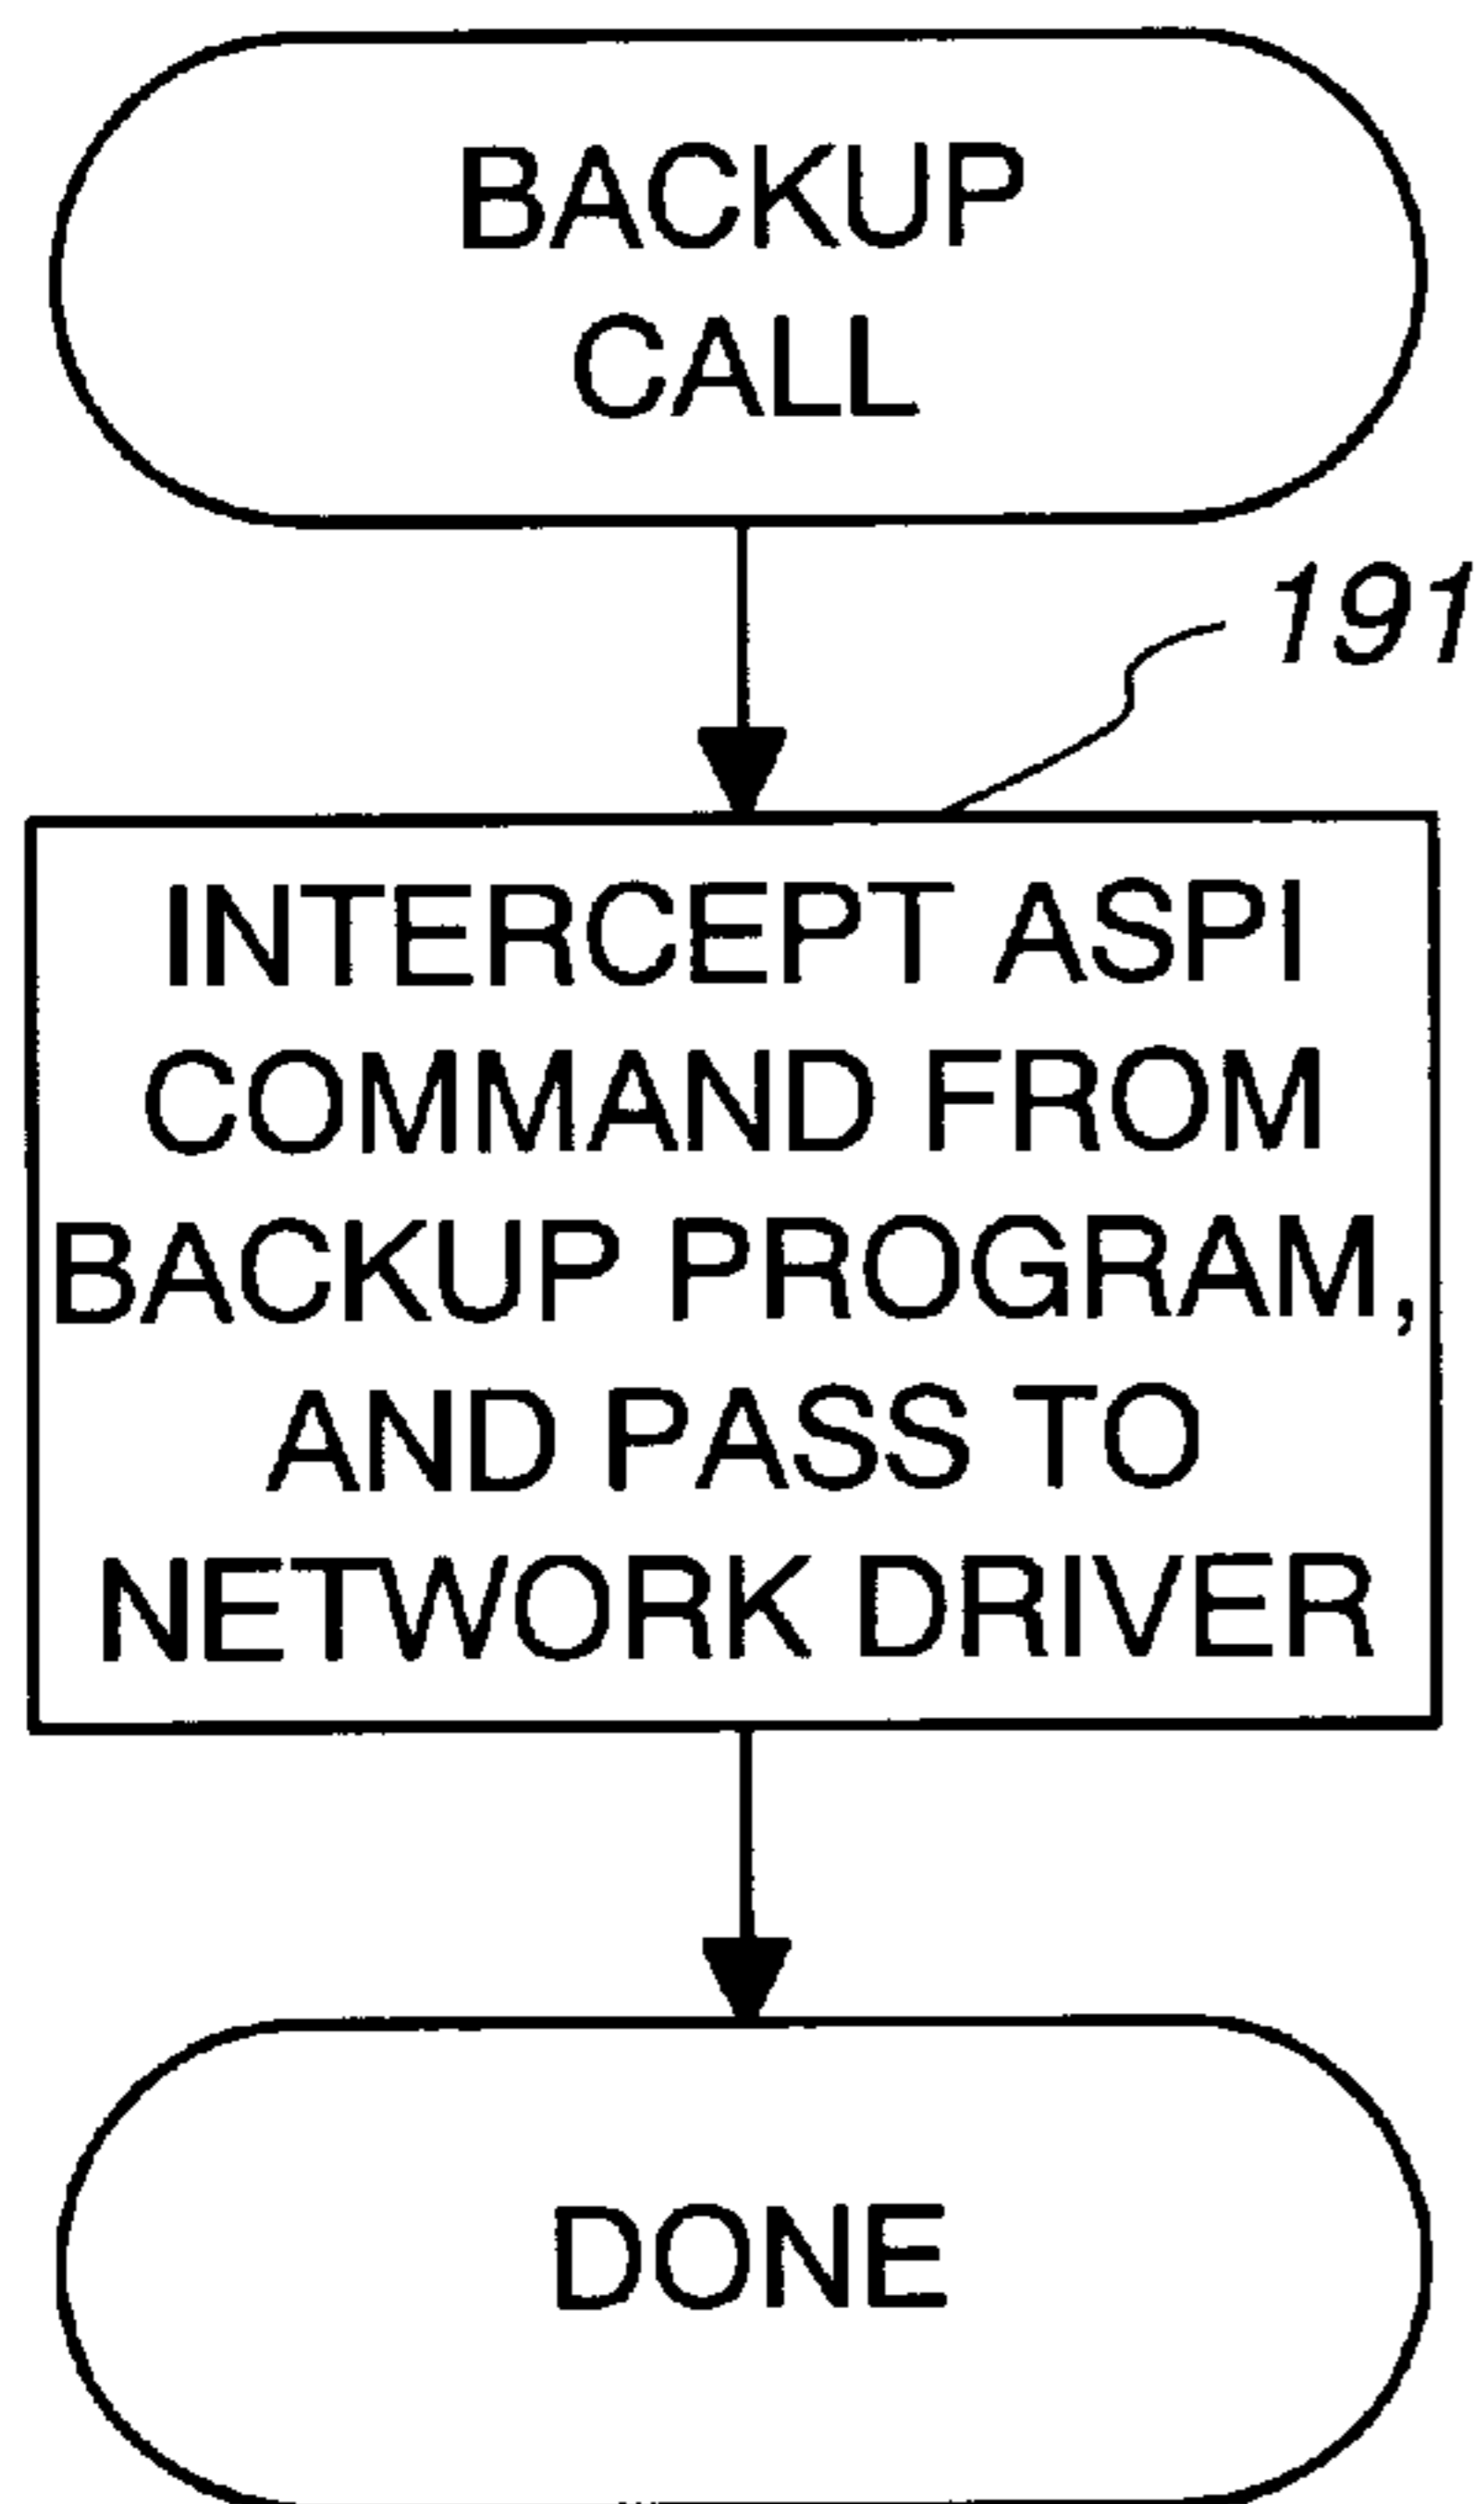 BACKUP
CALL
191
INTERCEPT ASPI
COMMAND FROM
BACKUP PROGRAM,
AND PASS TO
NETWORK DRIVER
DONE